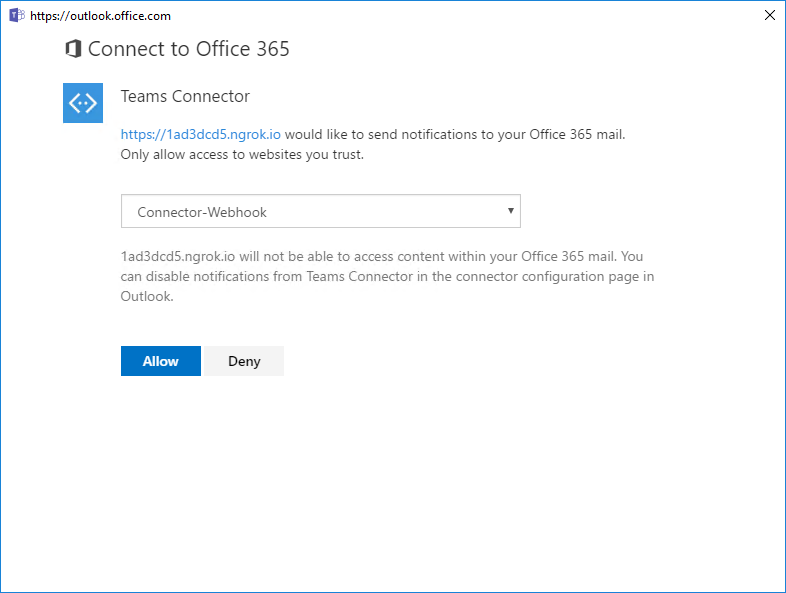 https://outlook.office.com
Connect to Office 365
Teams Connector
https://1ad3dcd5.ngrok.io would like to send notifications to your Office 365 mail.
Only allow access to websites you trust.
Connector-Webhook
1ad3dcd5.ngrok.io will not be able to access content within your Office 365 mail. You
can disable notifications from Teams Connector in the connector configuration page in
Outlook.
Allow Deny